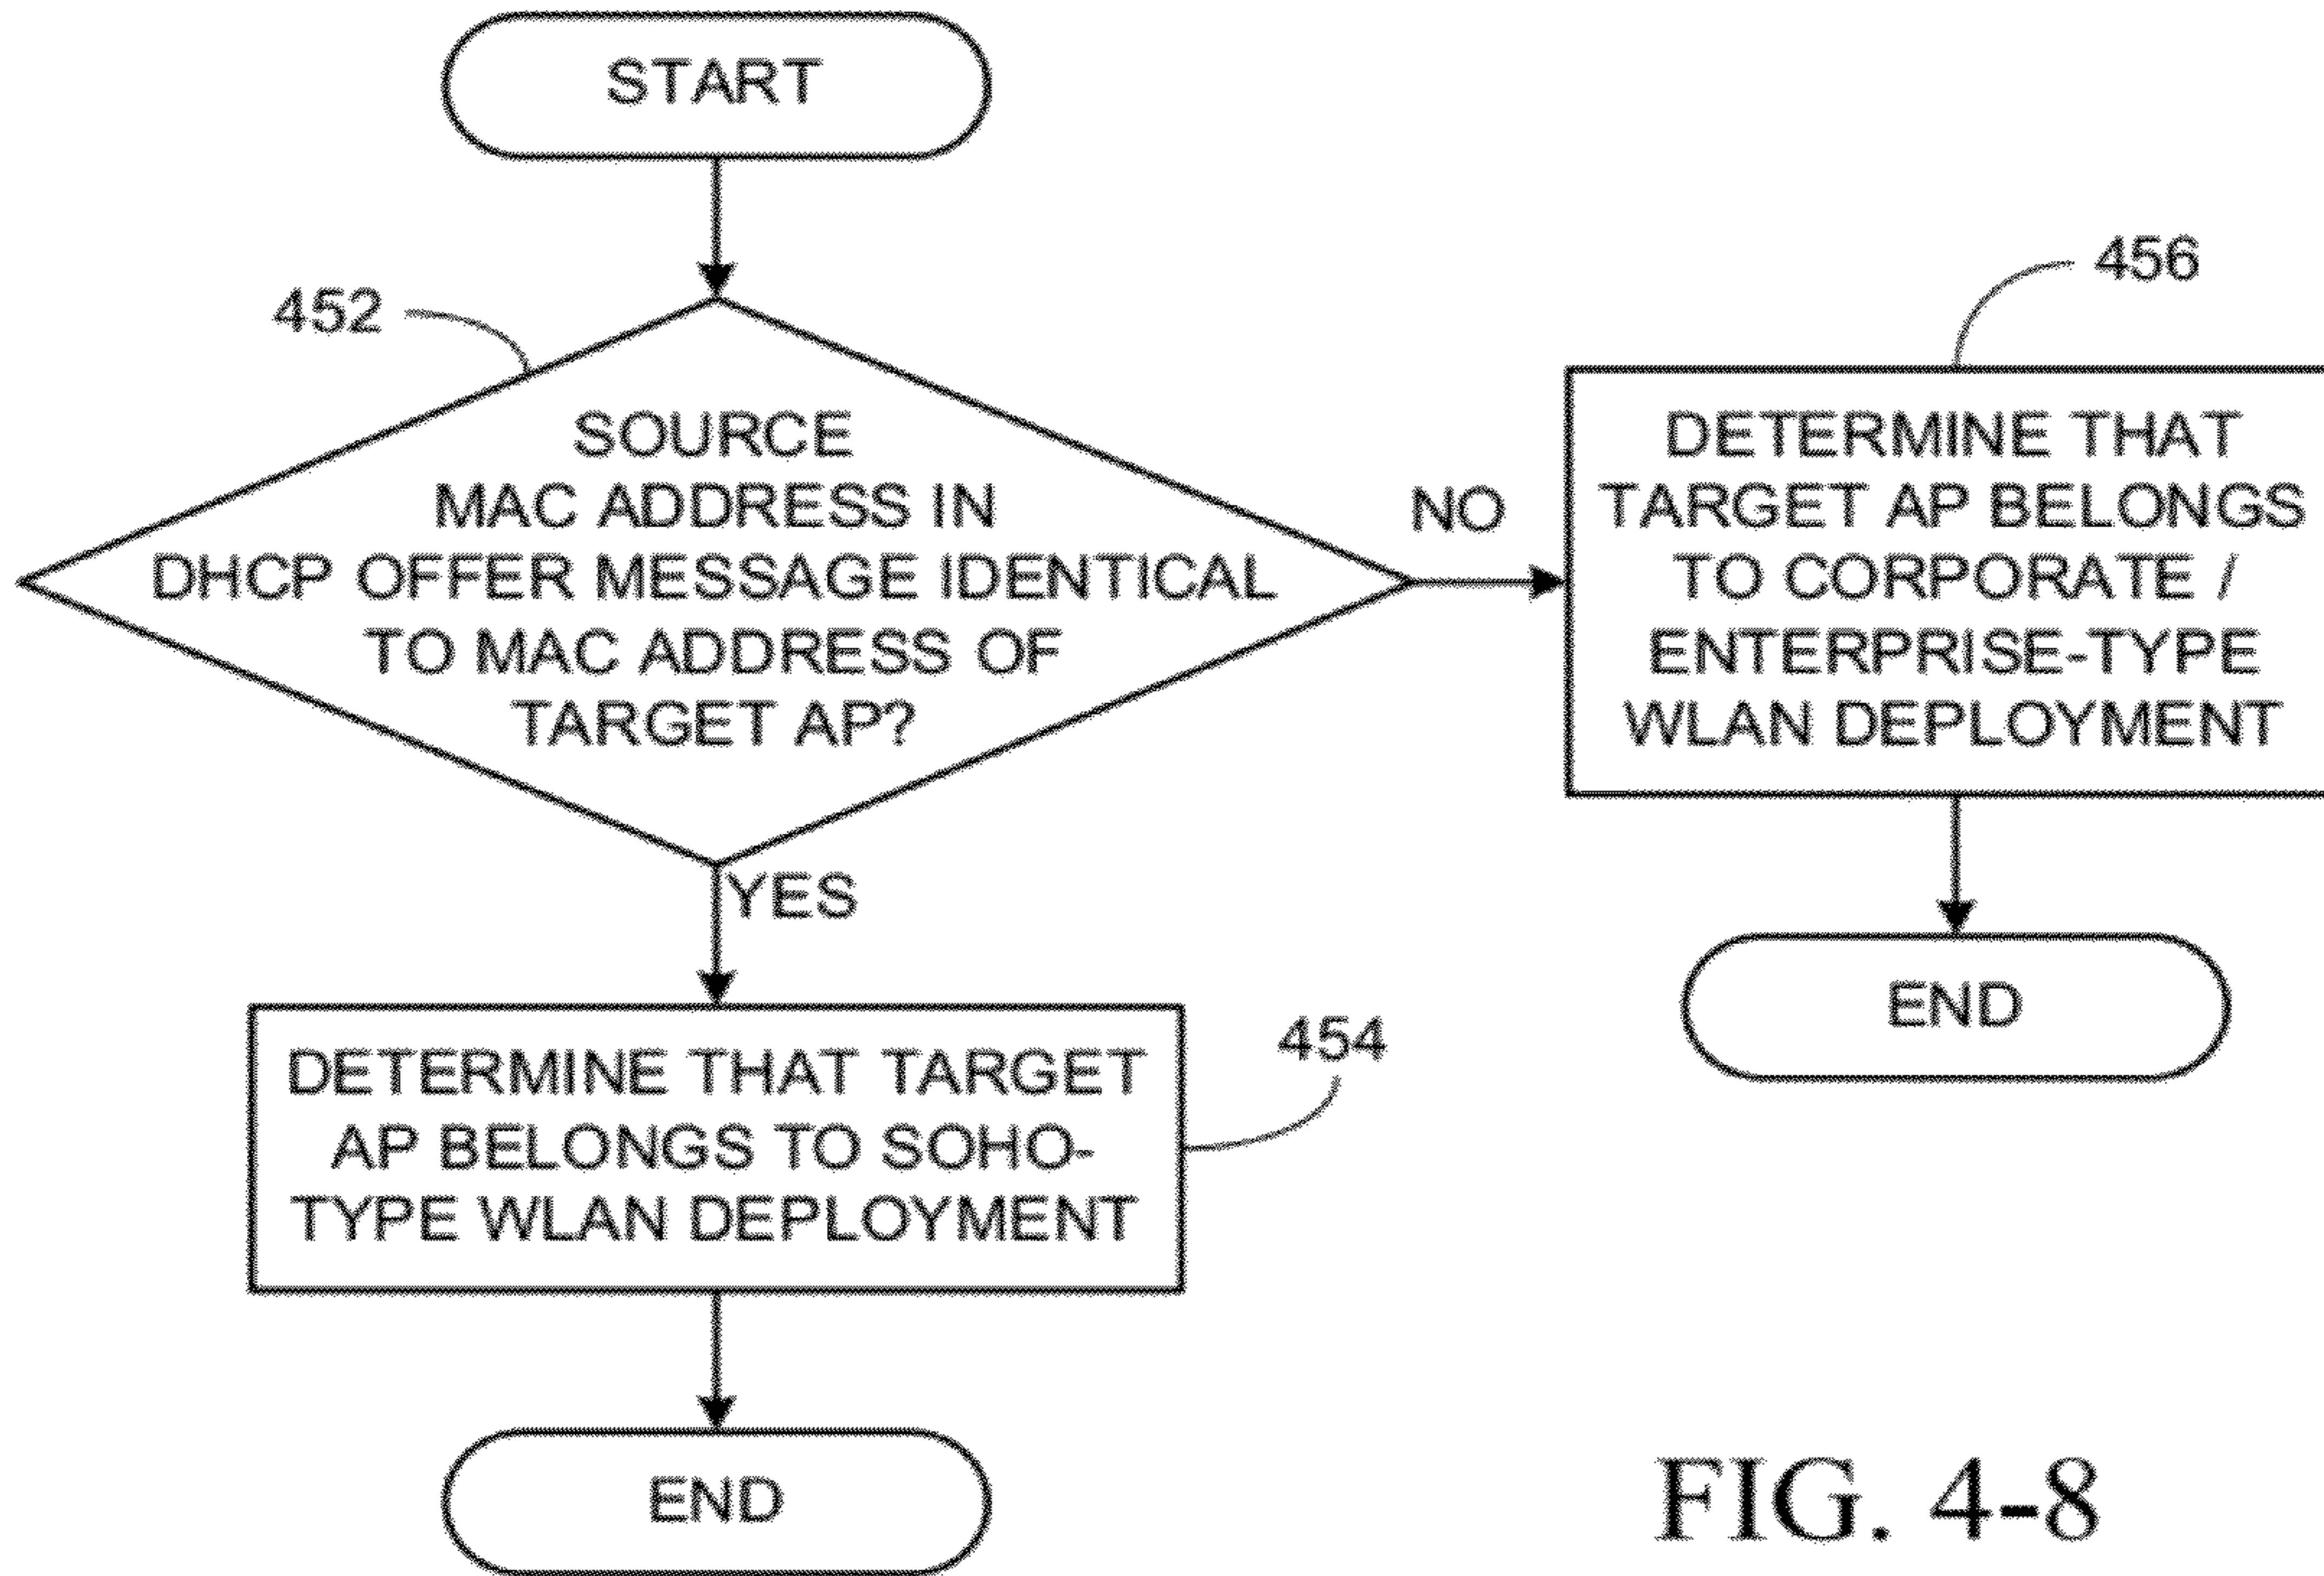 START
452
SOURCE
MAC ADDRESS IN
DHCP OFFER MESSAGE IDENTICAL
TO MAC ADDRESS OF
TARGET AP?
NO
456
DETERMINE THAT
TARGET AP BELONGS
TO CORPORATE /
ENTERPRISE-TYPE
WLAN DEPLOYMENT
END
YES
DETERMINE THAT TARGET
AP BELONGS TO SOHO-
TYPE WLAN DEPLOYMENT
454
END
FIG. 4-8